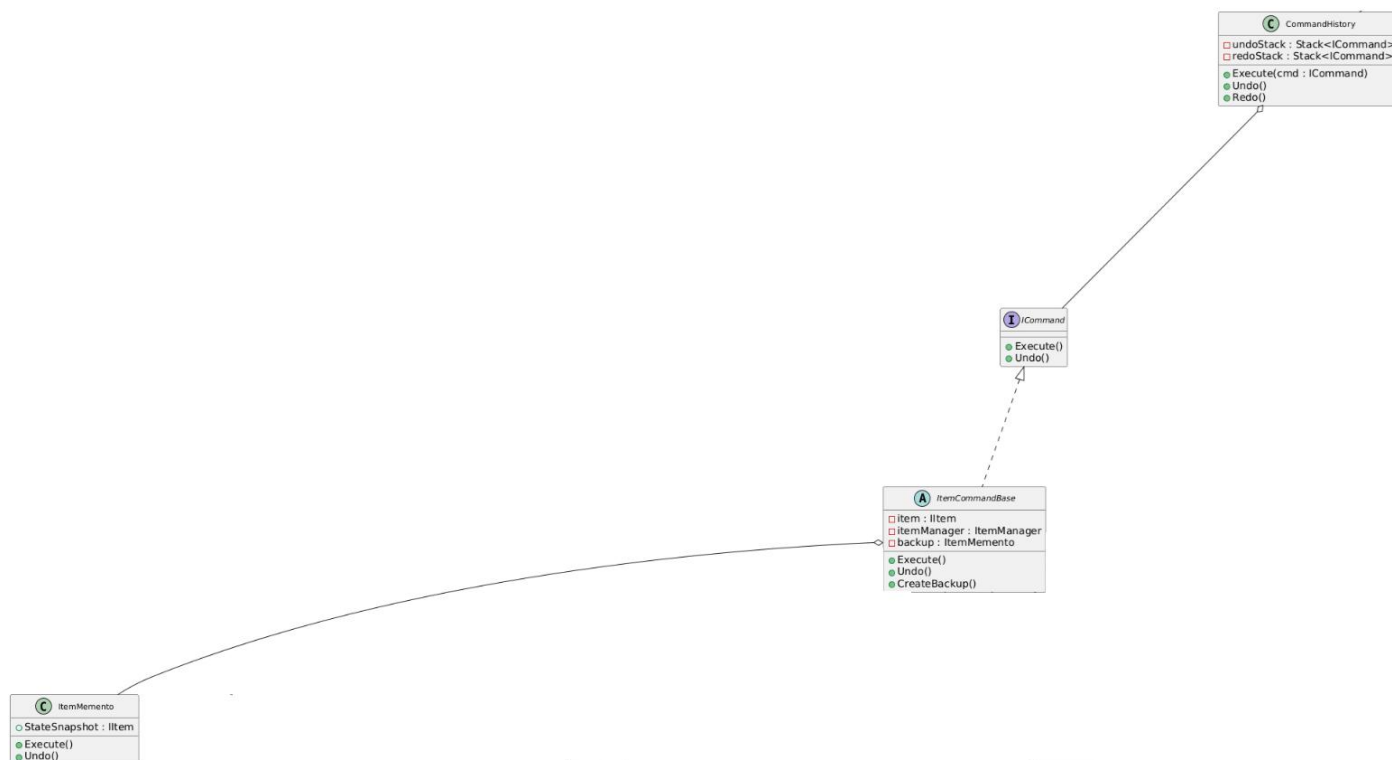 C CommandHistory
undoStack : Stack<ICommand>
redoStack : Stack<ICommand>
Execute(cmd : ICommand)
Undo()
Redo()
I ICommand
Execute()
Undo()
A ItemCommandBase
item : IItem
itemManager : ItemManager
backup : ItemMemento
Execute()
Undo()
CreateBackup()
C ItemMemento
StateSnapshot : IItem
Execute()
Undo()